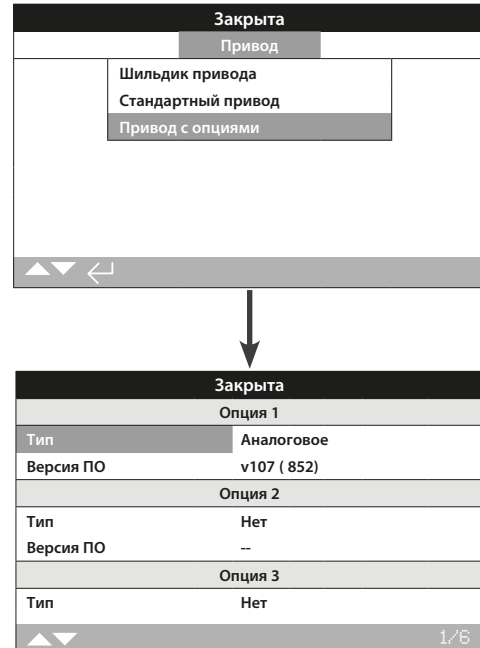 Закрыта
Привод
Шильдик привода
Стандартный привод
Привод с опциями
Закрыта
Опция 1
Тип Аналоговое
Версия ПО v107 ( 852)
Опция 2
Тип Нет
Версия ПО --
Опция 3
Тип Нет
1/6